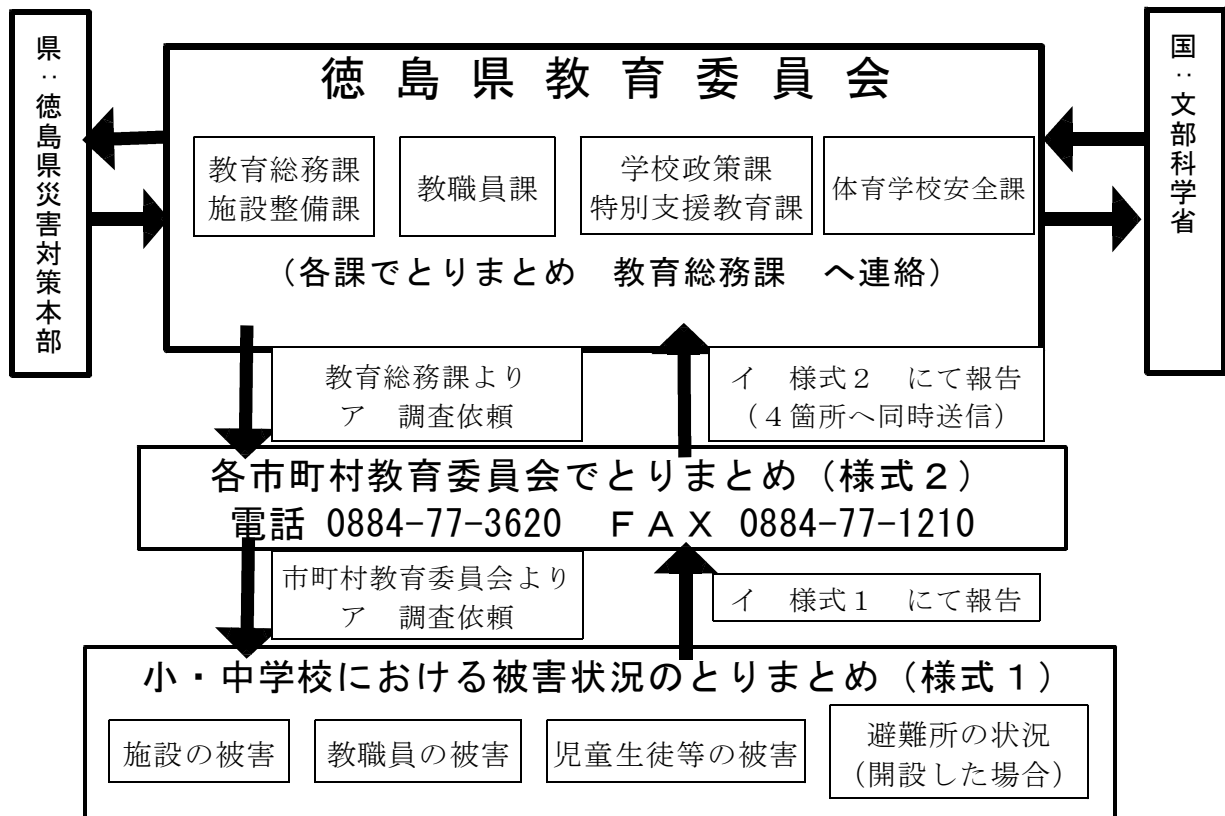 県：徳島県災害対策本部
徳島県教育委員会
国：文部科学省
教育総務課
施設整備課
教職員課
学校政策課
特別支援教育課
体育学校安全課
（各課でとりまとめ　教育総務課　へ連絡）
教育総務課より
ア　調査依頼
イ　様式２　にて報告
（４箇所へ同時送信）
各市町村教育委員会でとりまとめ（様式２）
電話 0884-77-3620　ＦＡＸ 0884-77-1210
市町村教育委員会より
ア　調査依頼
イ　様式１　にて報告
小・中学校における被害状況のとりまとめ（様式１）
施設の被害
教職員の被害
児童生徒等の被害
避難所の状況
（開設した場合）